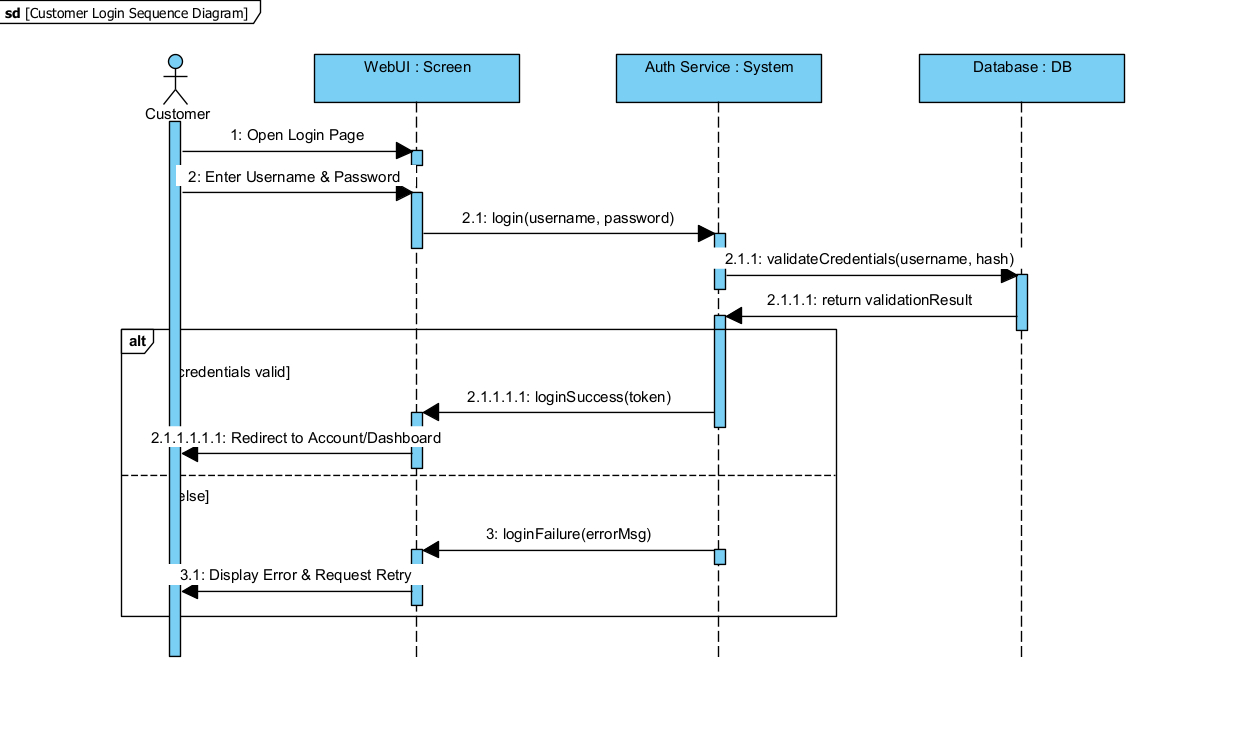 sd [Customer Login Sequence Diagram]
WebUI : Screen
Auth Service : System
Database : DB
Customer
1: Open Login Page
2: Enter Username & Password
2.1: login(username, password)
2.1.1: validateCredentials(username, hash)
2.1.1.1: return validationResult
alt
credentials valid]
2.1.1.1.1: loginSuccess(token)
2.1.1.1.1.1: Redirect to Account/Dashboard
else]
3: loginFailure(errorMsg)
3.1: Display Error & Request Retry